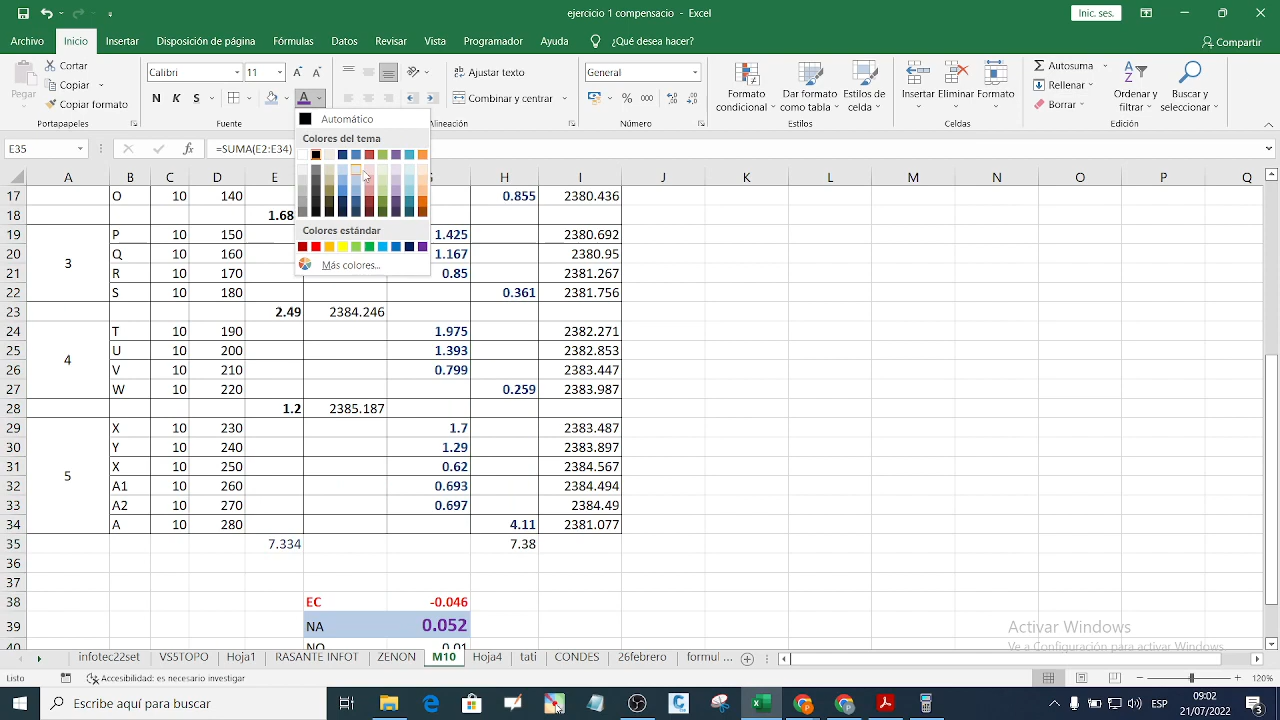 ejercicio 1 compensacio - Excel
Inic. ses.
Archivo Inicio Insertar Disposición de página Fórmulas Datos Revisar Vista Programador Ayuda ¿Qué desea hacer? Compartir
Pegar
Cortar
Copiar
Copiar formato
Portapapeles
Calibri 11
N K S
Fuente
Ajustar texto
Combinar y centrar
Alineación
General
% 000
Número
Formato condicional
Dar formato como tabla
Estilos de celda
Estilos
Insertar Eliminar Formato
Celdas
Autosuma
Rellenar
Borrar
Ordenar y filtrar
Buscar y seleccionar
Edición
Automático
Colores del tema
Colores estándar
Más colores...
E35 fx =SUMA(E2:E34)
A B C D E G H I J K L M N O P Q
17 O 10 140 0.855 2380.436
18 1.68
19 P 10 150 1.425 2380.692
20 3 Q 10 160 1.167 2380.95
21 R 10 170 0.85 2381.267
22 S 10 180 0.361 2381.756
23 2.49 2384.246
24 T 10 190 1.975 2382.271
25 4 U 10 200 1.393 2382.853
26 V 10 210 0.799 2383.447
27 W 10 220 0.259 2383.987
28 1.2 2385.187
29 X 10 230 1.7 2383.487
30 Y 10 240 1.29 2383.897
31 5 X 10 250 0.62 2384.567
32 A1 10 260 0.693 2384.494
33 A2 10 270 0.697 2384.49
34 A 10 280 4.11 2381.077
35 7.334 7.38
36
37
38 EC -0.046
39 NA 0.052
40 NO 0.01
Activar Windows
Ve a Configuración para activar Windows.
infotec22set VS5TOPO Hoja1 RASANTE INFOT ZENEN M10 Hoja4 tati CONDES 26febrero formul ...
Listo Accesibilidad: es necesario investigar 120%
Escribe aquí para buscar
09:02
21/07/2022